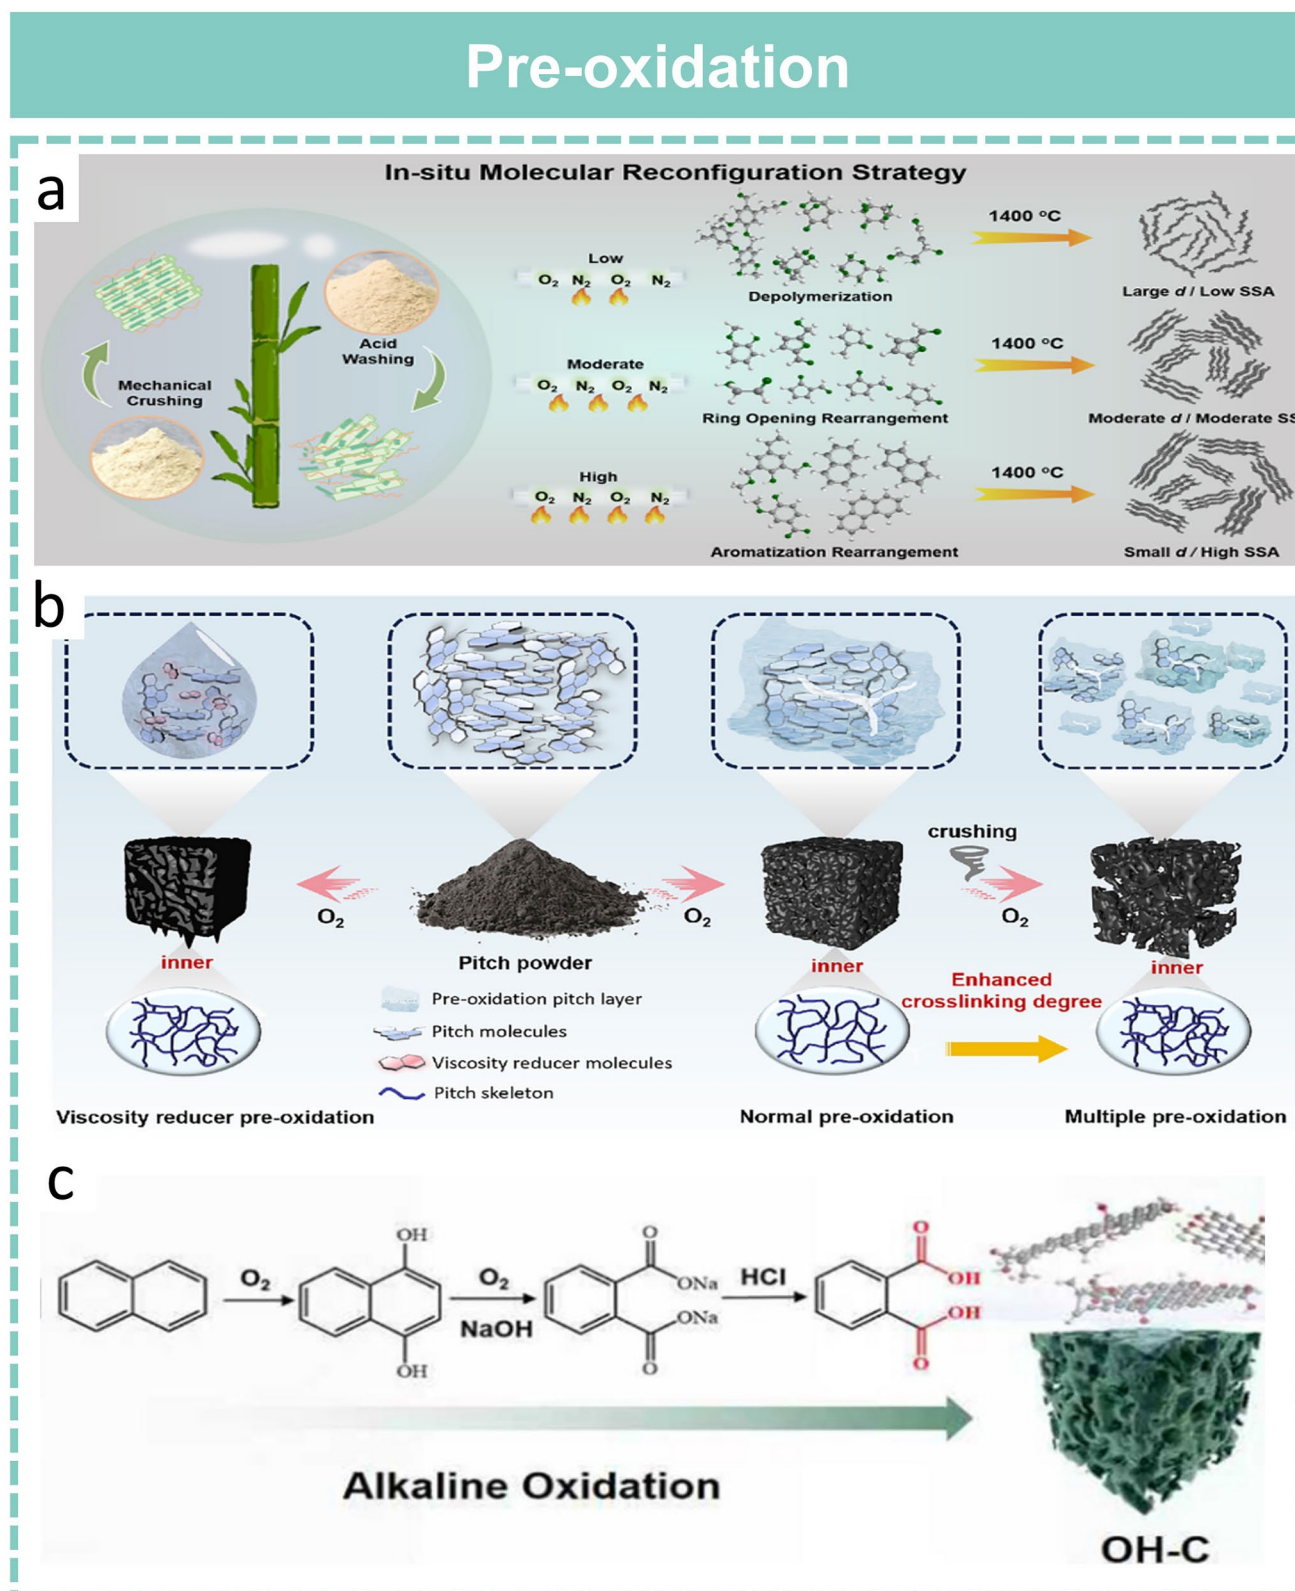 Pre-oxidation
a
In-situ Molecular Reconfiguration Strategy
Acid
Washing
Mechanical
Crushing
Low
O₂ N₂ O₂ N₂
Depolymerization
1400 °C
Large d / Low SSA
Moderate
O₂ N₂ O₂ N₂
Ring Opening Rearrangement
1400 °C
Moderate d / Moderate SS
High
O₂ N₂ O₂ N₂
Aromatization Rearrangement
1400 °C
Small d / High SSA
b
crushing
O₂
O₂
O₂
inner
Pitch powder
inner
inner
Pre-oxidation pitch layer
Pitch molecules
Viscosity reducer molecules
Pitch skeleton
Enhanced
crosslinking degree
Viscosity reducer pre-oxidation
Normal pre-oxidation
Multiple pre-oxidation
c
O₂
OH
OH
O₂
NaOH
O
ONa
ONa
O
HCl
O
OH
OH
O
Alkaline Oxidation
OH-C